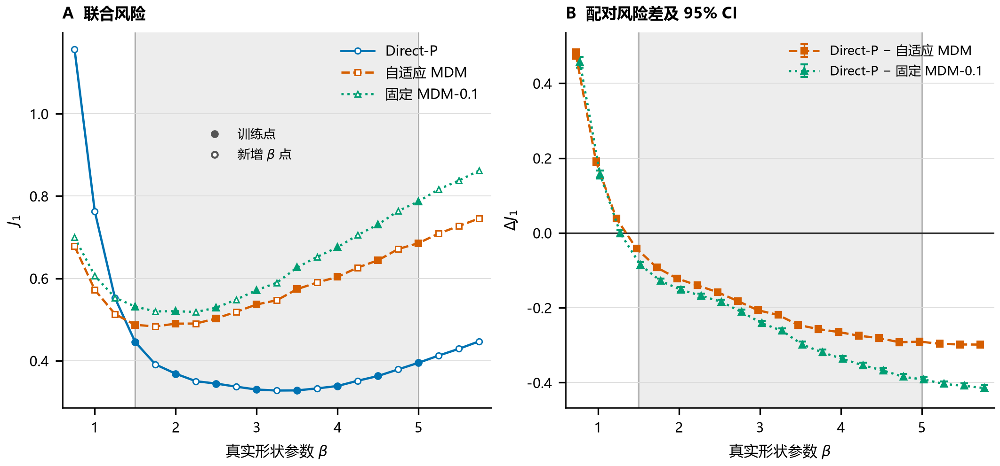 A 联合风险
Direct-P
自适应 MDM
固定 MDM-0.1
训练点
新增 β 点
1.0
0.8
0.6
0.4
J1
1 2 3 4 5
真实形状参数 β
B 配对风险差及 95% CI
Direct-P − 自适应 MDM
Direct-P − 固定 MDM-0.1
0.4
0.2
0.0
-0.2
-0.4
ΔJ1
1 2 3 4 5
真实形状参数 β